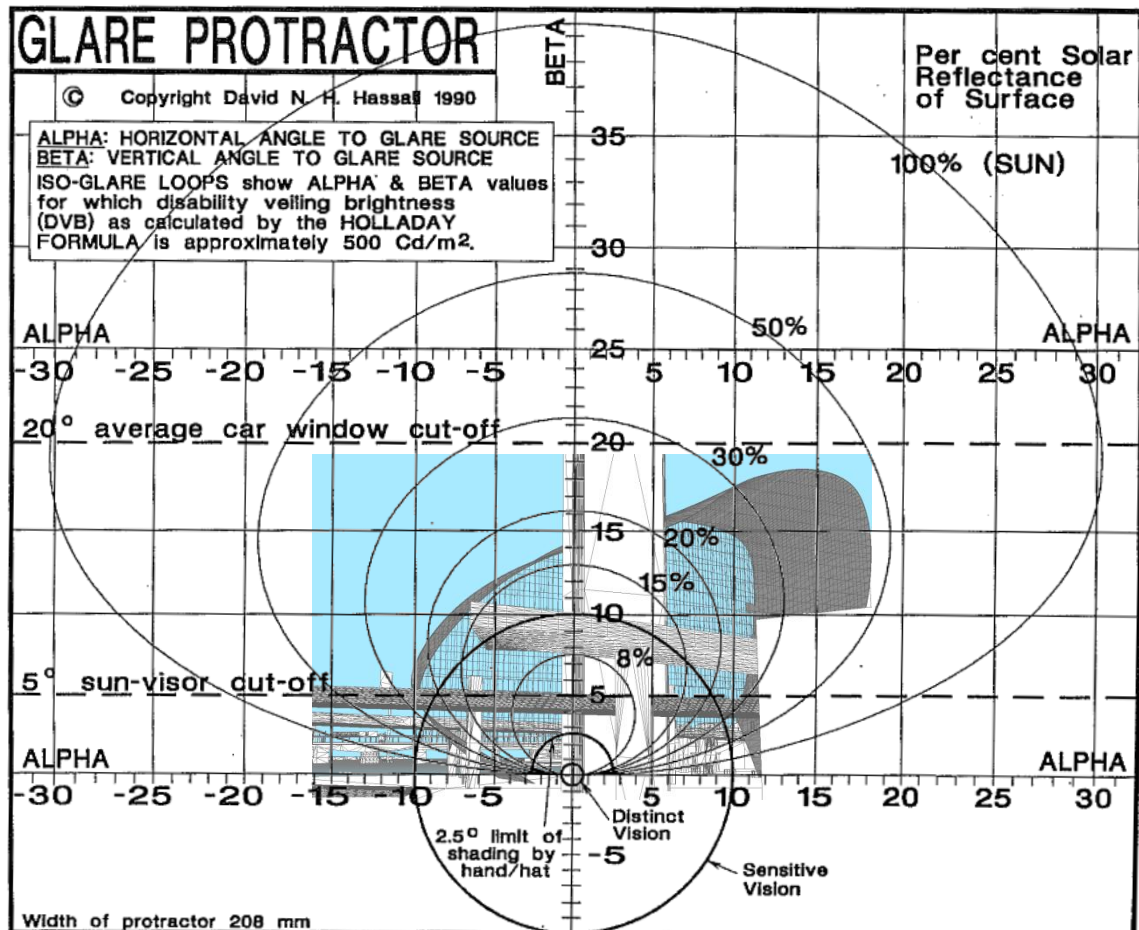 GLARE PROTRACTOR
© Copyright David N. H. Hassall 1990
ALPHA: HORIZONTAL ANGLE TO GLARE SOURCE
BETA: VERTICAL ANGLE TO GLARE SOURCE
ISO-GLARE LOOPS show ALPHA & BETA values
for which disability veiling brightness
(DVB) as calculated by the HOLLADAY
FORMULA is approximately 500 Cd/m².
BETA
Per cent Solar
Reflectance
of Surface
35
100% (SUN)
30
50%
ALPHA
25
ALPHA
-30 -25 -20 -15 -10 -5 5 10 15 20 25 30
20° average car window cut-off
20
30%
15
20%
15%
10
8%
5° sun-visor cut-off
5
ALPHA
ALPHA
-30 -25 -20 -15 -10 -5 5 10 15 20 25 30
Distinct
Vision
2.5° limit of
shading by
hand/hat
-5
Sensitive
Vision
Width of protractor 208 mm